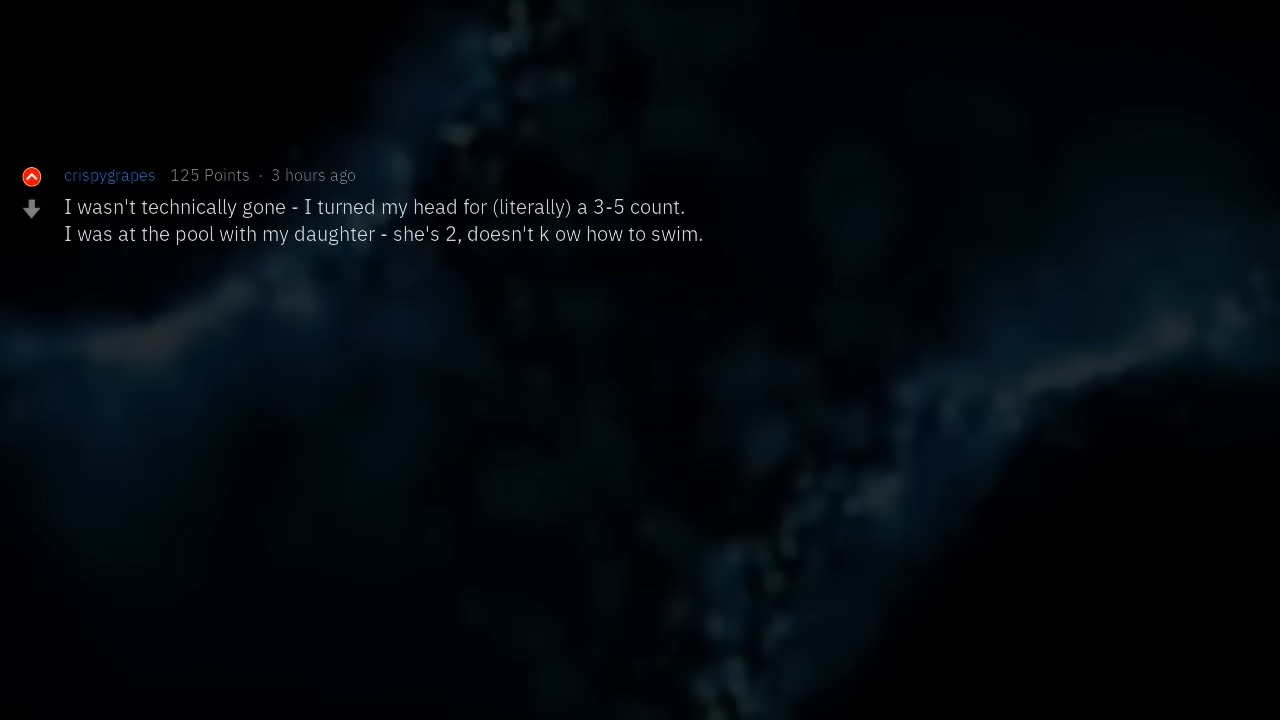 crispygrapes 125 Points · 3 hours ago
I wasn't technically gone - I turned my head for (literally) a 3-5 count.
I was at the pool with my daughter - she's 2, doesn't k ow how to swim.